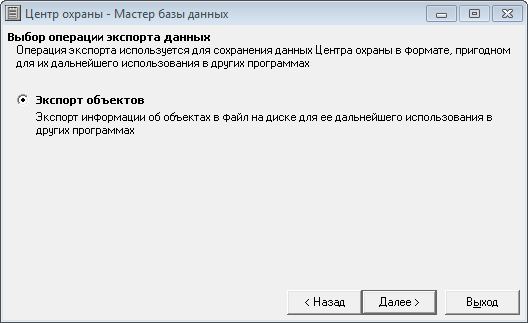 Центр охраны - Мастер базы данных
Выбор операции экспорта данных
Операция экспорта используется для сохранения данных Центра охраны в формате, пригодном
для их дальнейшего использования в других программах
Экспорт объектов
Экспорт информации об объектах в файл на диске для ее дальнейшего использования в
других программах
< Назад
Далее >
Выход